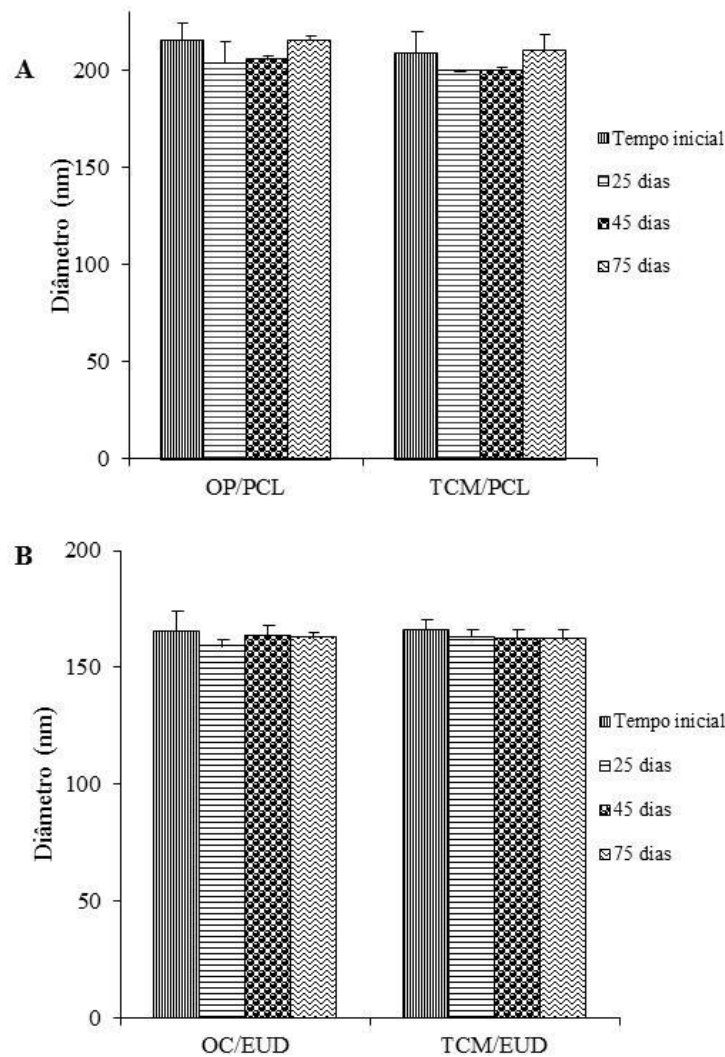 A
Diâmetro (nm)
200
150
100
50
0
OP/PCL
TCM/PCL
Tempo inicial
25 dias
45 dias
75 dias
B
Diâmetro (nm)
200
150
100
50
0
OC/EUD
TCM/EUD
Tempo inicial
25 dias
45 dias
75 dias